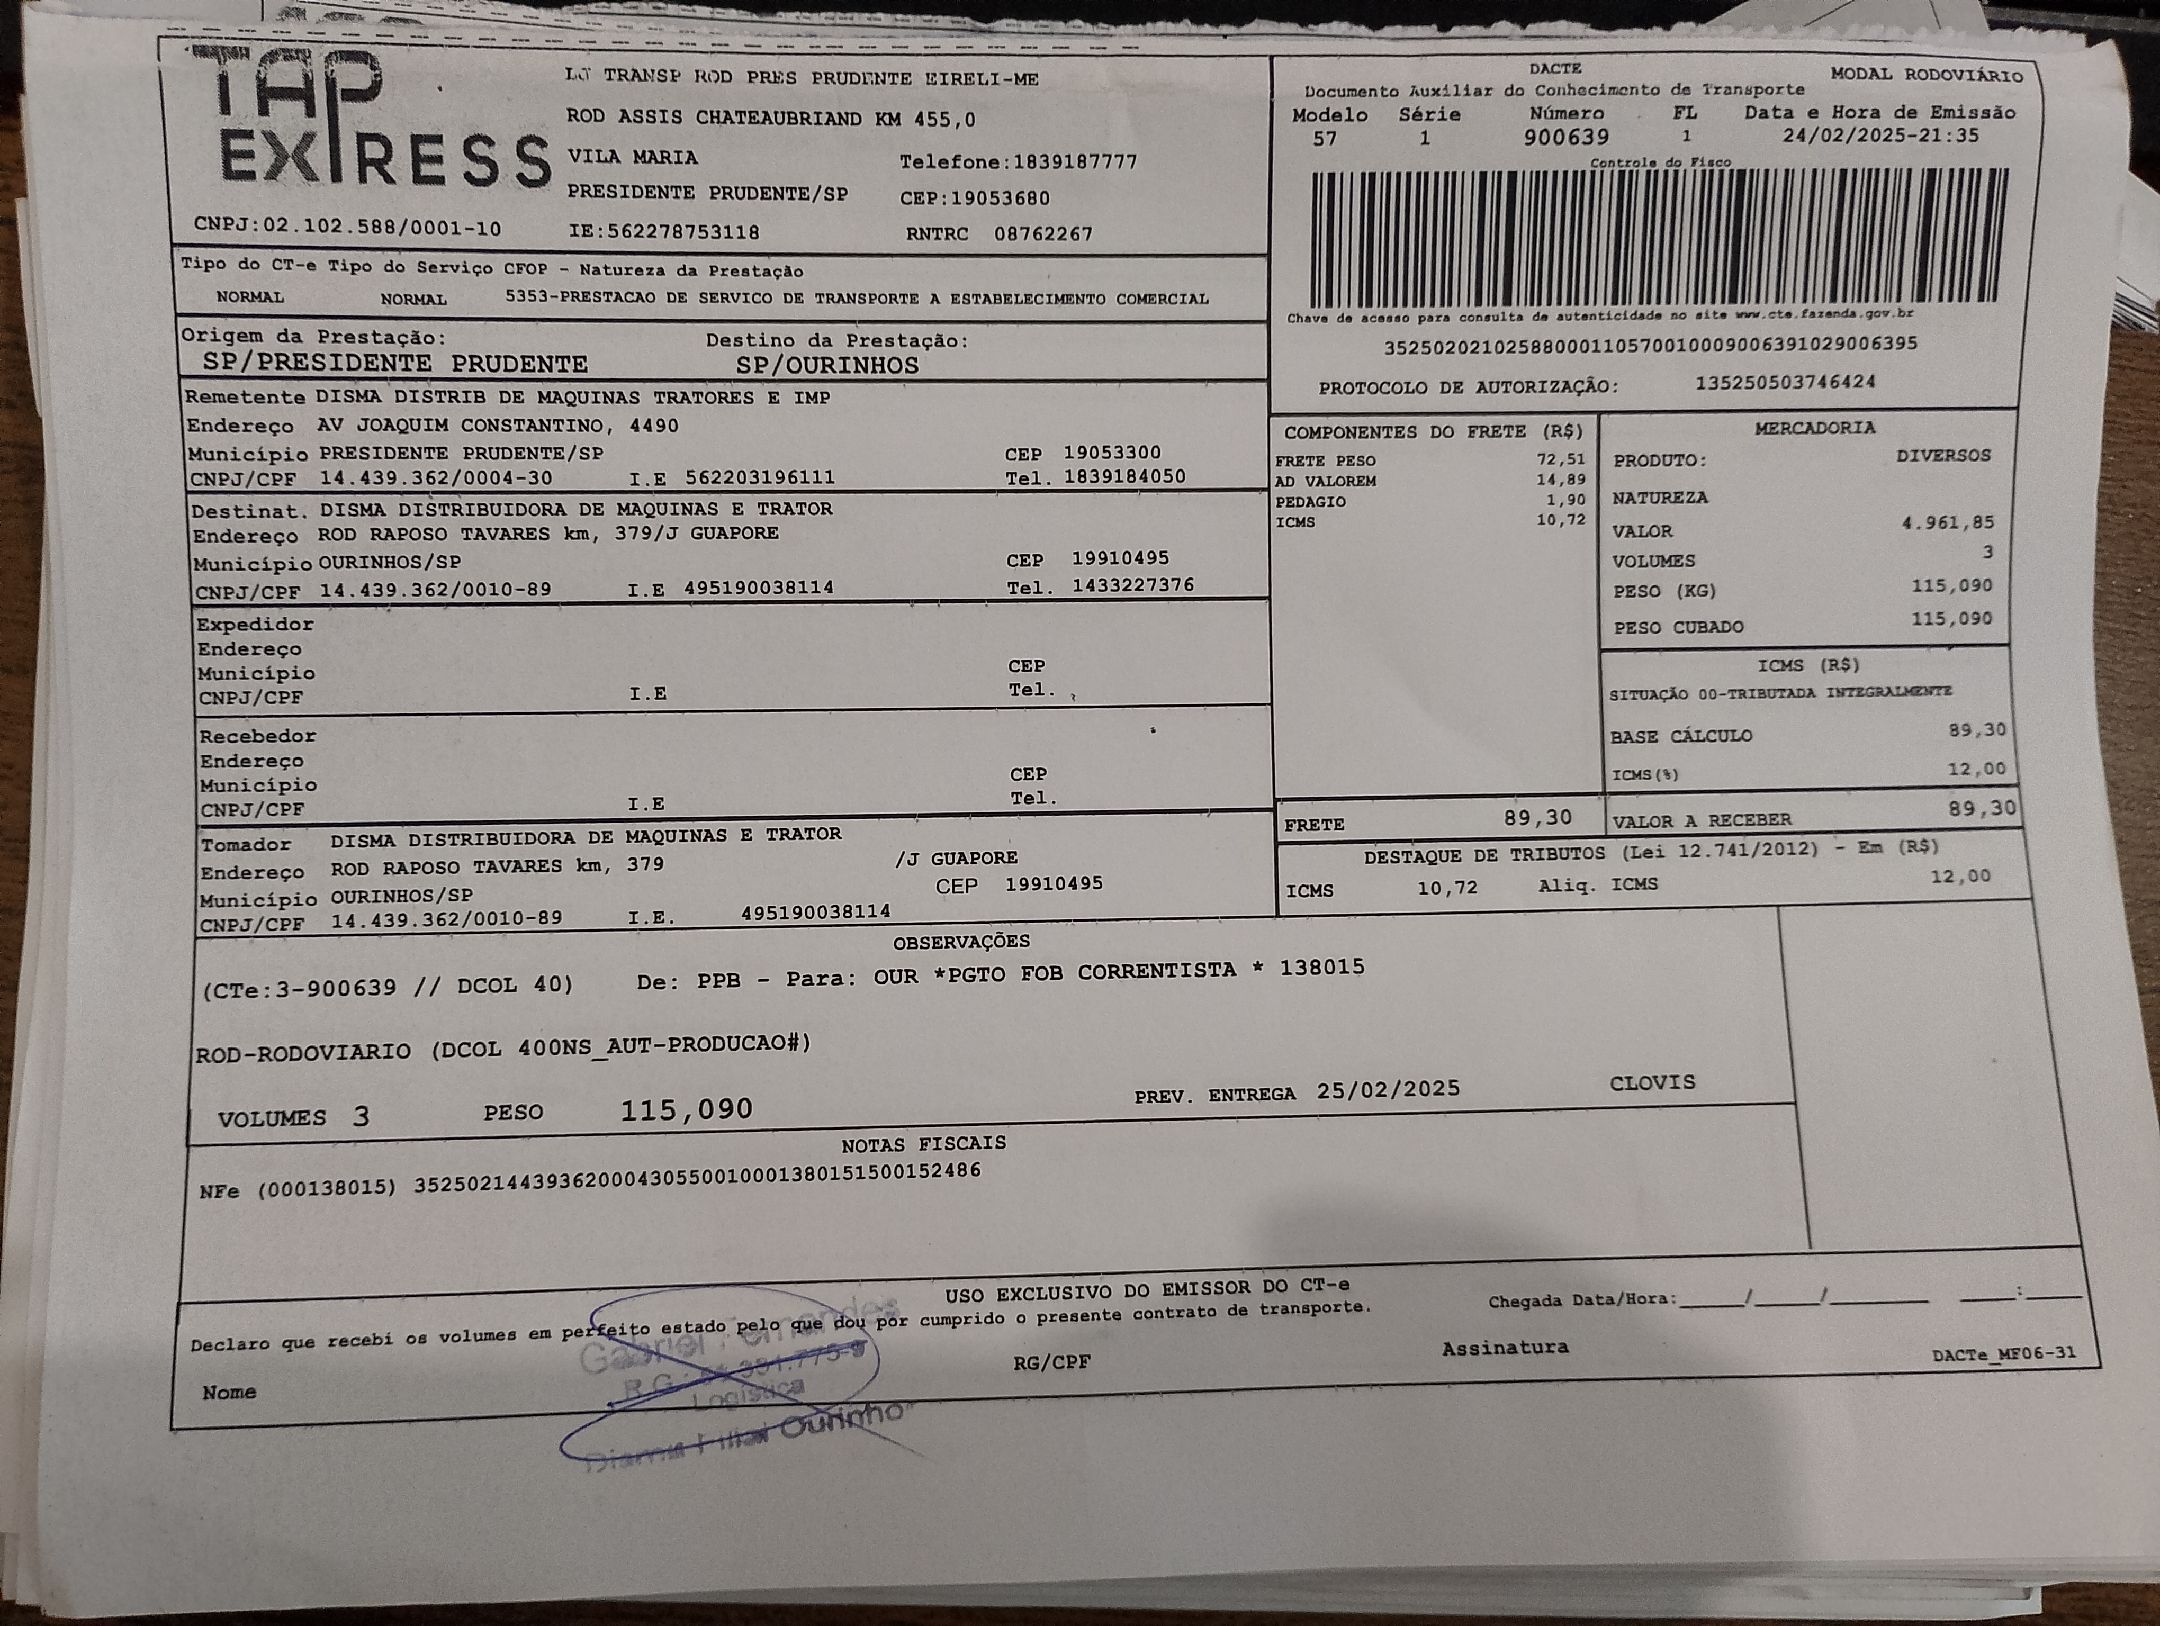 TAP EXPRESS
LJ TRANSP ROD PRES PRUDENTE EIRELI-ME
ROD ASSIS CHATEAUBRIAND KM 455,0
VILA MARIA Telefone:1839187777
PRESIDENTE PRUDENTE/SP CEP:19053680
CNPJ:02.102.588/0001-10 IE:562278753118 RNTRC 08762267
DACTE MODAL RODOVIÁRIO
Documento Auxiliar do Conhecimento de Transporte
Modelo Série Número FL Data e Hora de Emissão
57 1 900639 1 24/02/2025-21:35
Controle do Fisco
Chave de acesso para consulta de autenticidade no site www.cte.fazenda.gov.br
35250202102588000110570010009006391029006395
PROTOCOLO DE AUTORIZAÇÃO: 135250503746424
Tipo do CT-e Tipo do Serviço CFOP - Natureza da Prestação
NORMAL NORMAL 5353-PRESTACAO DE SERVICO DE TRANSPORTE A ESTABELECIMENTO COMERCIAL
Origem da Prestação: Destino da Prestação:
SP/PRESIDENTE PRUDENTE SP/OURINHOS
Remetente DISMA DISTRIB DE MAQUINAS TRATORES E IMP
Endereço AV JOAQUIM CONSTANTINO, 4490
Município PRESIDENTE PRUDENTE/SP CEP 19053300
CNPJ/CPF 14.439.362/0004-30 I.E 562203196111 Tel. 1839184050
Destinat. DISMA DISTRIBUIDORA DE MAQUINAS E TRATOR
Endereço ROD RAPOSO TAVARES km, 379/J GUAPORE
Município OURINHOS/SP CEP 19910495
CNPJ/CPF 14.439.362/0010-89 I.E 495190038114 Tel. 1433227376
Expedidor
Endereço
Município CEP
CNPJ/CPF I.E Tel.
Recebedor
Endereço
Município CEP
CNPJ/CPF I.E Tel.
Tomador DISMA DISTRIBUIDORA DE MAQUINAS E TRATOR
Endereço ROD RAPOSO TAVARES km, 379 /J GUAPORE
Município OURINHOS/SP CEP 19910495
CNPJ/CPF 14.439.362/0010-89 I.E. 495190038114
COMPONENTES DO FRETE (R$)
FRETE PESO 72,51
AD VALOREM 14,89
PEDAGIO 1,90
ICMS 10,72
MERCADORIA
PRODUTO: DIVERSOS
NATUREZA
VALOR 4.961,85
VOLUMES 3
PESO (KG) 115,090
PESO CUBADO 115,090
ICMS (R$)
SITUAÇÃO 00-TRIBUTADA INTEGRALMENTE
BASE CÁLCULO 89,30
ICMS(%) 12,00
FRETE 89,30 VALOR A RECEBER 89,30
DESTAQUE DE TRIBUTOS (Lei 12.741/2012) - Em (R$)
ICMS 10,72 Aliq. ICMS 12,00
OBSERVAÇÕES
(CTe:3-900639 // DCOL 40) De: PPB - Para: OUR *PGTO FOB CORRENTISTA * 138015
ROD-RODOVIARIO (DCOL 400NS_AUT-PRODUCAO#)
VOLUMES 3 PESO 115,090 PREV. ENTREGA 25/02/2025 CLOVIS
NOTAS FISCAIS
NFe (000138015) 35250214439362000430550010001380151500152486
USO EXCLUSIVO DO EMISSOR DO CT-e
Declaro que recebi os volumes em perfeito estado pelo que dou por cumprido o presente contrato de transporte.
Chegada Data/Hora:____/____/______ ____:____
Nome RG/CPF Assinatura DACTe_MF06-31
Gabriel Fernandes
R.G.
Logística
Ourinho